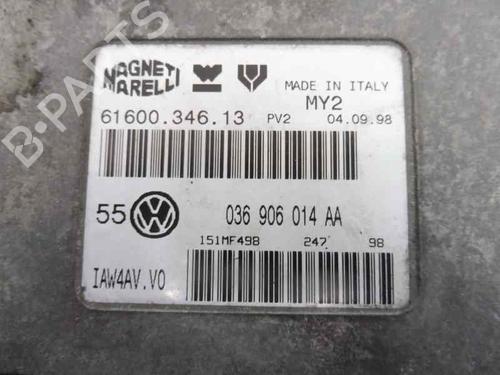 B-PARTS
MAGNETI
MARELLI
MADE IN ITALY
MY2
61600.346.13 PV2 04.09.98
55 036 906 014 AA
151MF498 247 98
IAW4AV.V0